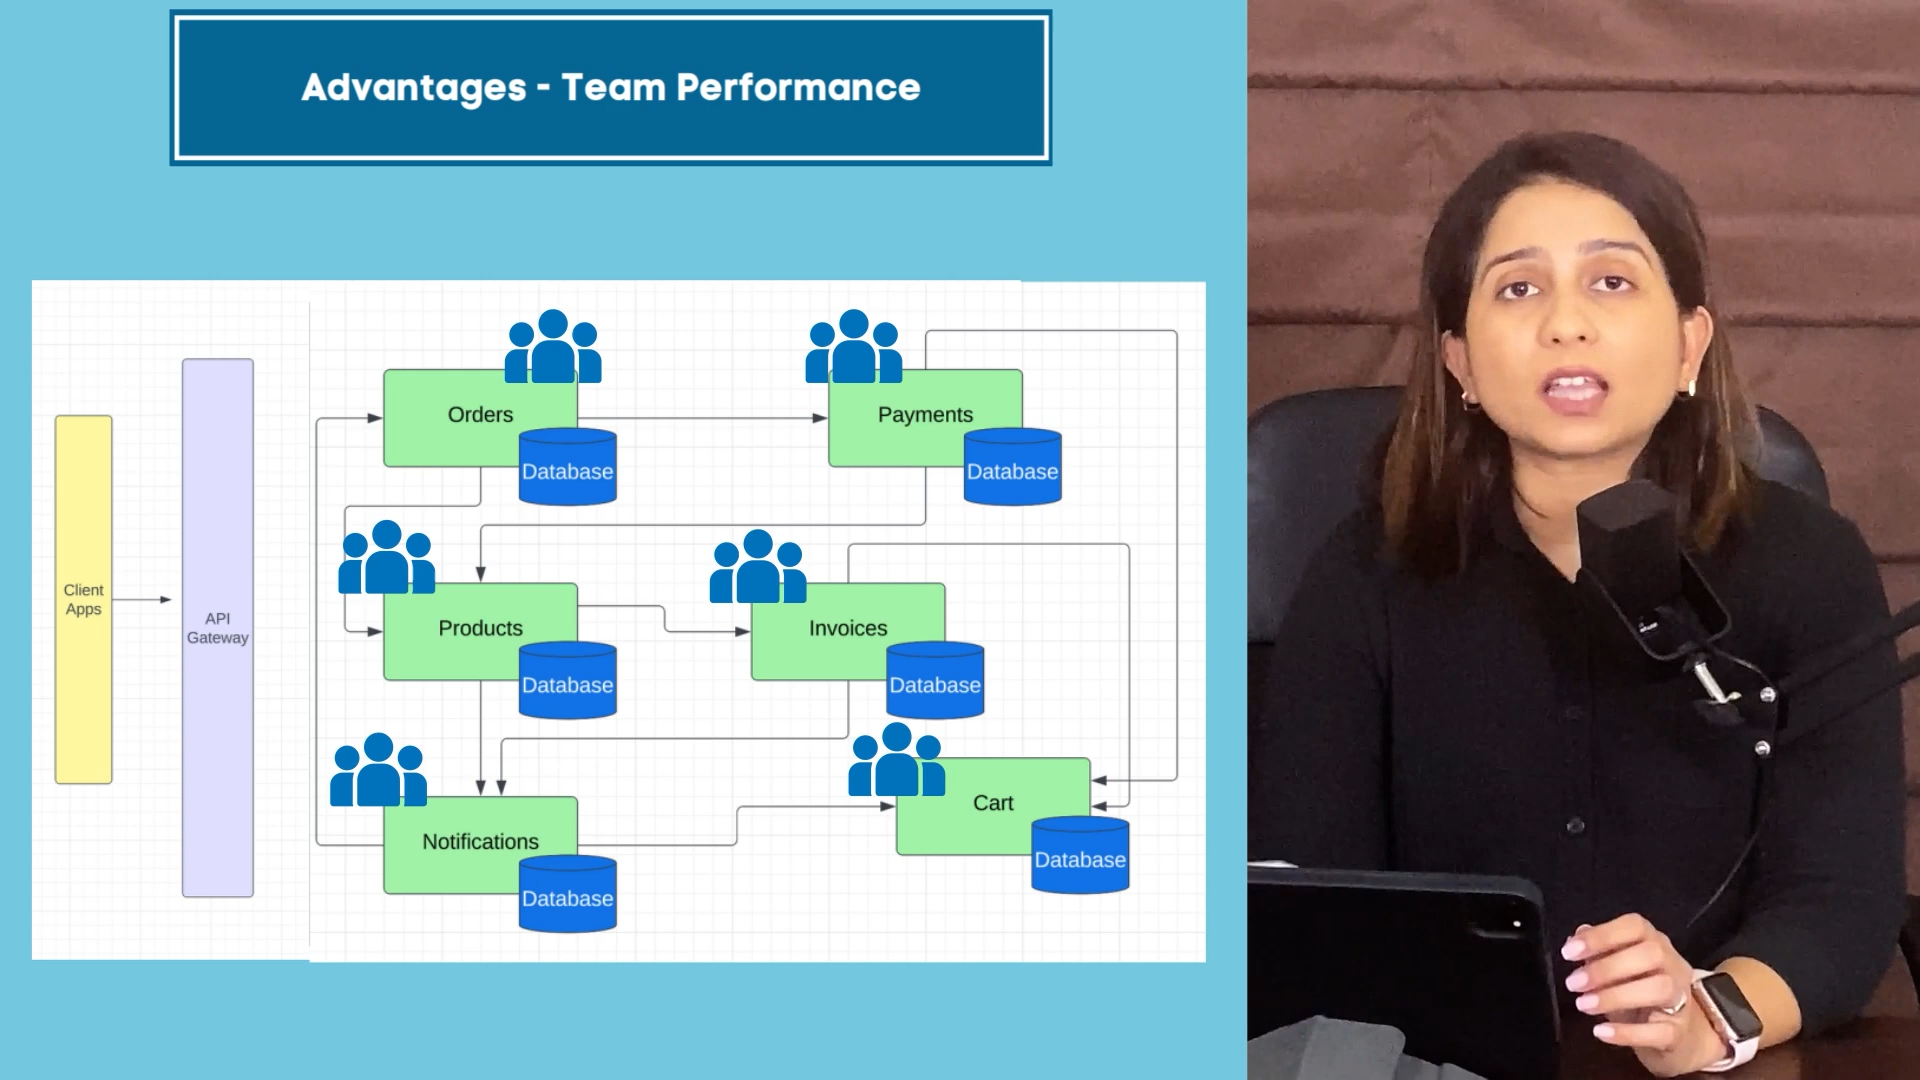 Advantages - Team Performance
Client
Apps
API
Gateway
Orders
Database
Payments
Database
Products
Database
Invoices
Database
Notifications
Database
Cart
Database